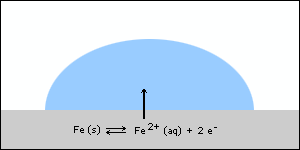 Fe (s) ⇌ Fe²⁺ (aq) + 2 e⁻